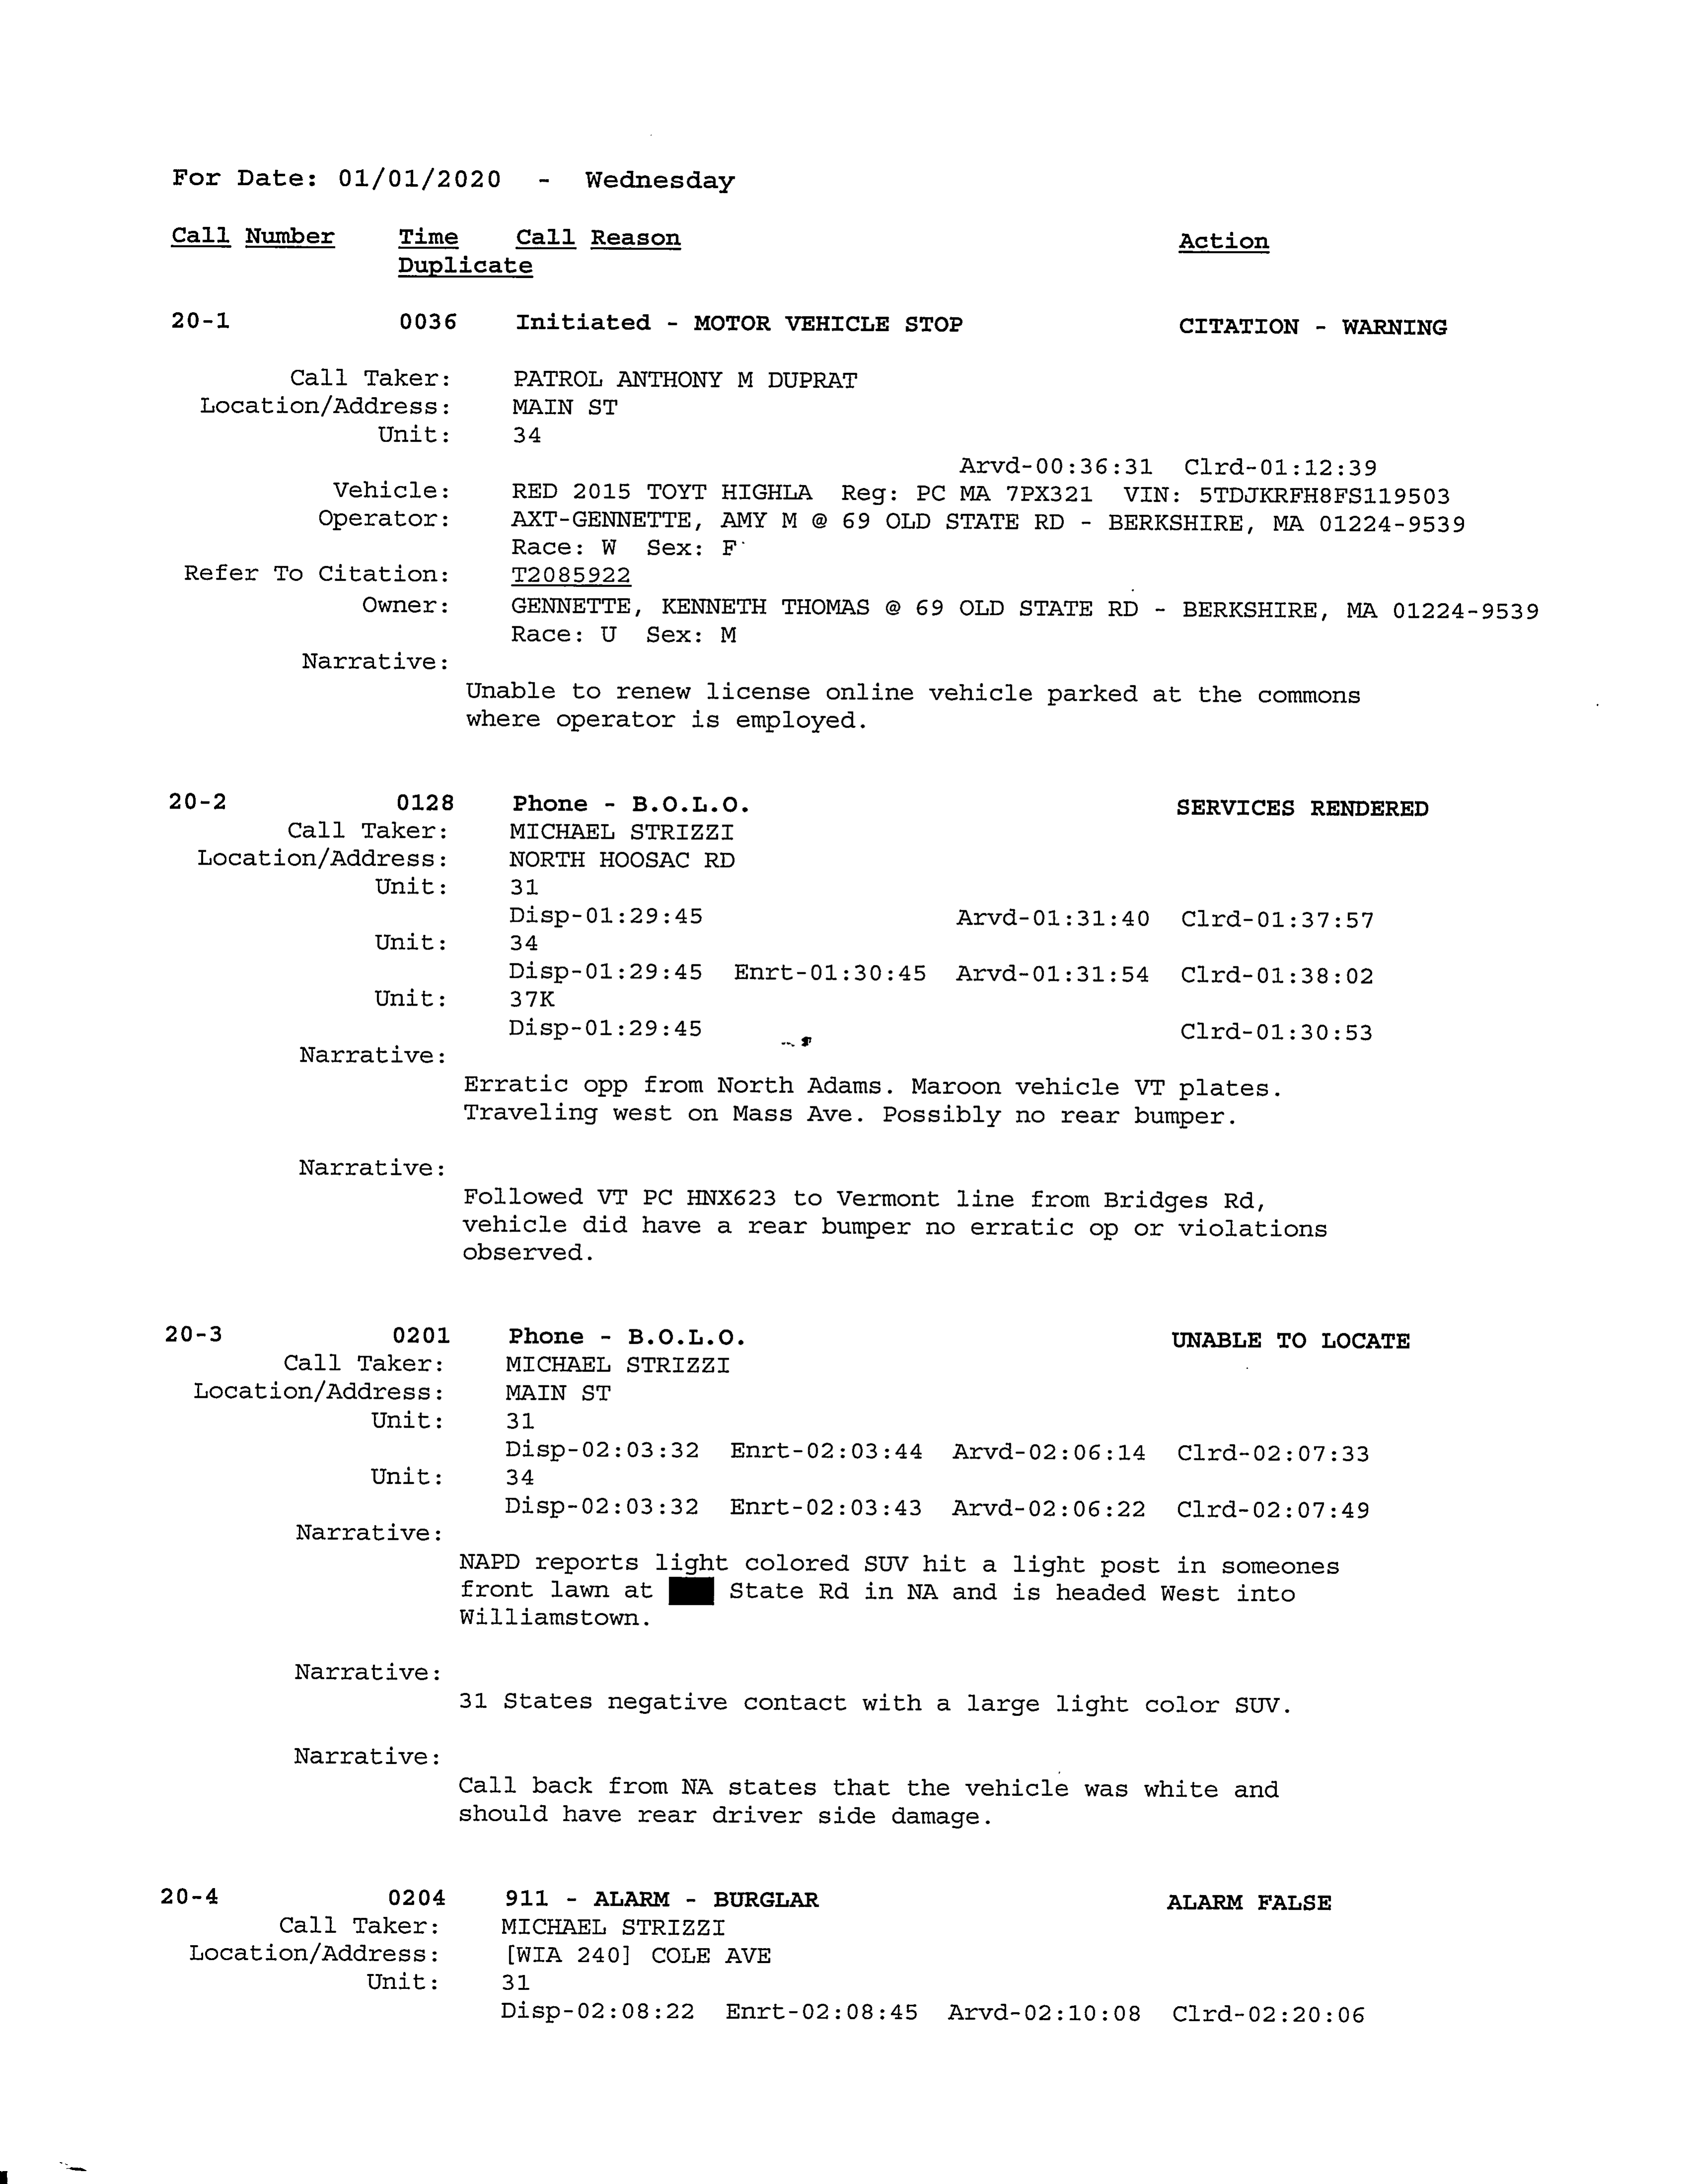 For Date: 01/01/2020 - Wednesday
Call Number Time Call Reason Action
Duplicate
20-1 0036 Initiated - MOTOR VEHICLE STOP CITATION - WARNING
Call Taker: PATROL ANTHONY M DUPRAT
Location/Address: MAIN ST
Unit: 34
Arvd-00:36:31 Clrd-01:12:39
Vehicle: RED 2015 TOYT HIGHLA Reg: PC MA 7PX321 VIN: 5TDJKRFH8FS119503
Operator: AXT-GENNETTE, AMY M @ 69 OLD STATE RD - BERKSHIRE, MA 01224-9539
Race: W Sex: F
Refer To Citation: T2085922
Owner: GENNETTE, KENNETH THOMAS @ 69 OLD STATE RD - BERKSHIRE, MA 01224-9539
Race: U Sex: M
Narrative:
Unable to renew license online vehicle parked at the commons
where operator is employed.
20-2 0128 Phone - B.O.L.O. SERVICES RENDERED
Call Taker: MICHAEL STRIZZI
Location/Address: NORTH HOOSAC RD
Unit: 31
Disp-01:29:45 Arvd-01:31:40 Clrd-01:37:57
Unit: 34
Disp-01:29:45 Enrt-01:30:45 Arvd-01:31:54 Clrd-01:38:02
Unit: 37K
Disp-01:29:45 Clrd-01:30:53
Narrative:
Erratic opp from North Adams. Maroon vehicle VT plates.
Traveling west on Mass Ave. Possibly no rear bumper.
Narrative:
Followed VT PC HNX623 to Vermont line from Bridges Rd,
vehicle did have a rear bumper no erratic op or violations
observed.
20-3 0201 Phone - B.O.L.O. UNABLE TO LOCATE
Call Taker: MICHAEL STRIZZI
Location/Address: MAIN ST
Unit: 31
Disp-02:03:32 Enrt-02:03:44 Arvd-02:06:14 Clrd-02:07:33
Unit: 34
Disp-02:03:32 Enrt-02:03:43 Arvd-02:06:22 Clrd-02:07:49
Narrative:
NAPD reports light colored SUV hit a light post in someones
front lawn at State Rd in NA and is headed West into
Williamstown.
Narrative:
31 States negative contact with a large light color SUV.
Narrative:
Call back from NA states that the vehicle was white and
should have rear driver side damage.
20-4 0204 911 - ALARM - BURGLAR ALARM FALSE
Call Taker: MICHAEL STRIZZI
Location/Address: [WIA 240] COLE AVE
Unit: 31
Disp-02:08:22 Enrt-02:08:45 Arvd-02:10:08 Clrd-02:20:06